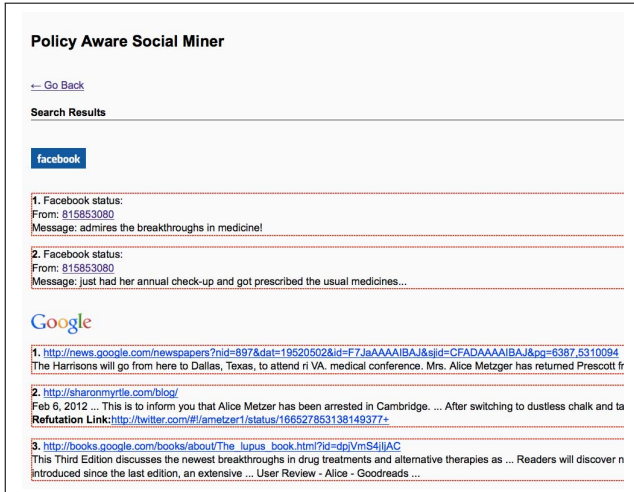 Policy Aware Social Miner
← Go Back
Search Results
facebook
1. Facebook status:
From: 815853080
Message: admires the breakthroughs in medicine!
2. Facebook status:
From: 815853080
Message: just had her annual check-up and got prescribed the usual medicines...
Google
1. http://news.google.com/newspapers?nid=897&dat=19520502&id=F7JaAAAAIBAJ&sjid=CFADAAAAIBAJ&pg=6387,5310094
The Harrisons will go from here to Dallas, Texas, to attend ri VA. medical conference. Mrs. Alice Metzger has returned Prescott fr
2. http://sharonmyrtle.com/blog/
Feb 6, 2012 ... This is to inform you that Alice Metzer has been arrested in Cambridge. ... After switching to dustless chalk and ta
Refutation Link:http://twitter.com/#!/ametzer1/status/166527853138149377+
3. http://books.google.com/books/about/The_lupus_book.html?id=dpjVmS4jIjAC
This Third Edition discusses the newest breakthroughs in drug treatments and alternative therapies as ... Readers will discover n
introduced since the last edition, an extensive ... User Review - Alice - Goodreads ...